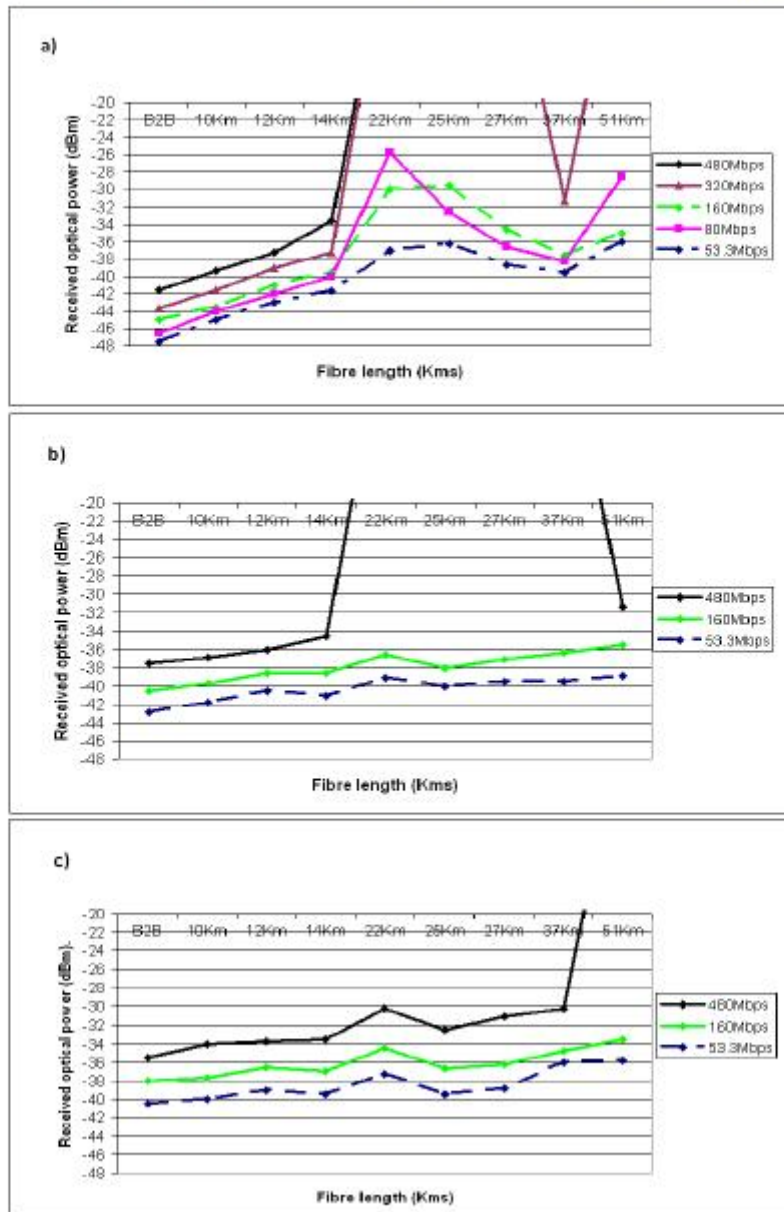 a)
-20
-22
-24
-26
-28
-30
-32
-34
-36
-38
-40
-42
-44
-46
-48
B2B 10Km 12Km 14Km 22Km 25Km 27Km 37Km 51Km
Received optical power (dBm)
Fibre length (Kms)
480Mbps
320Mbps
160Mbps
80Mbps
53.3Mbps
b)
-20
-22
-24
-26
-28
-30
-32
-34
-36
-38
-40
-42
-44
-46
-48
B2B 10Km 12Km 14Km 22Km 25Km 27Km 37Km 51Km
Received optical power (dBm)
Fibre length (Kms)
480Mbps
160Mbps
53.3Mbps
c)
-20
-22
-24
-26
-28
-30
-32
-34
-36
-38
-40
-42
-44
-46
-48
B2B 10Km 12Km 14Km 22Km 25Km 27Km 37Km 51Km
Received optical power (dBm).
Fibre length (Kms)
480Mbps
160Mbps
53.3Mbps